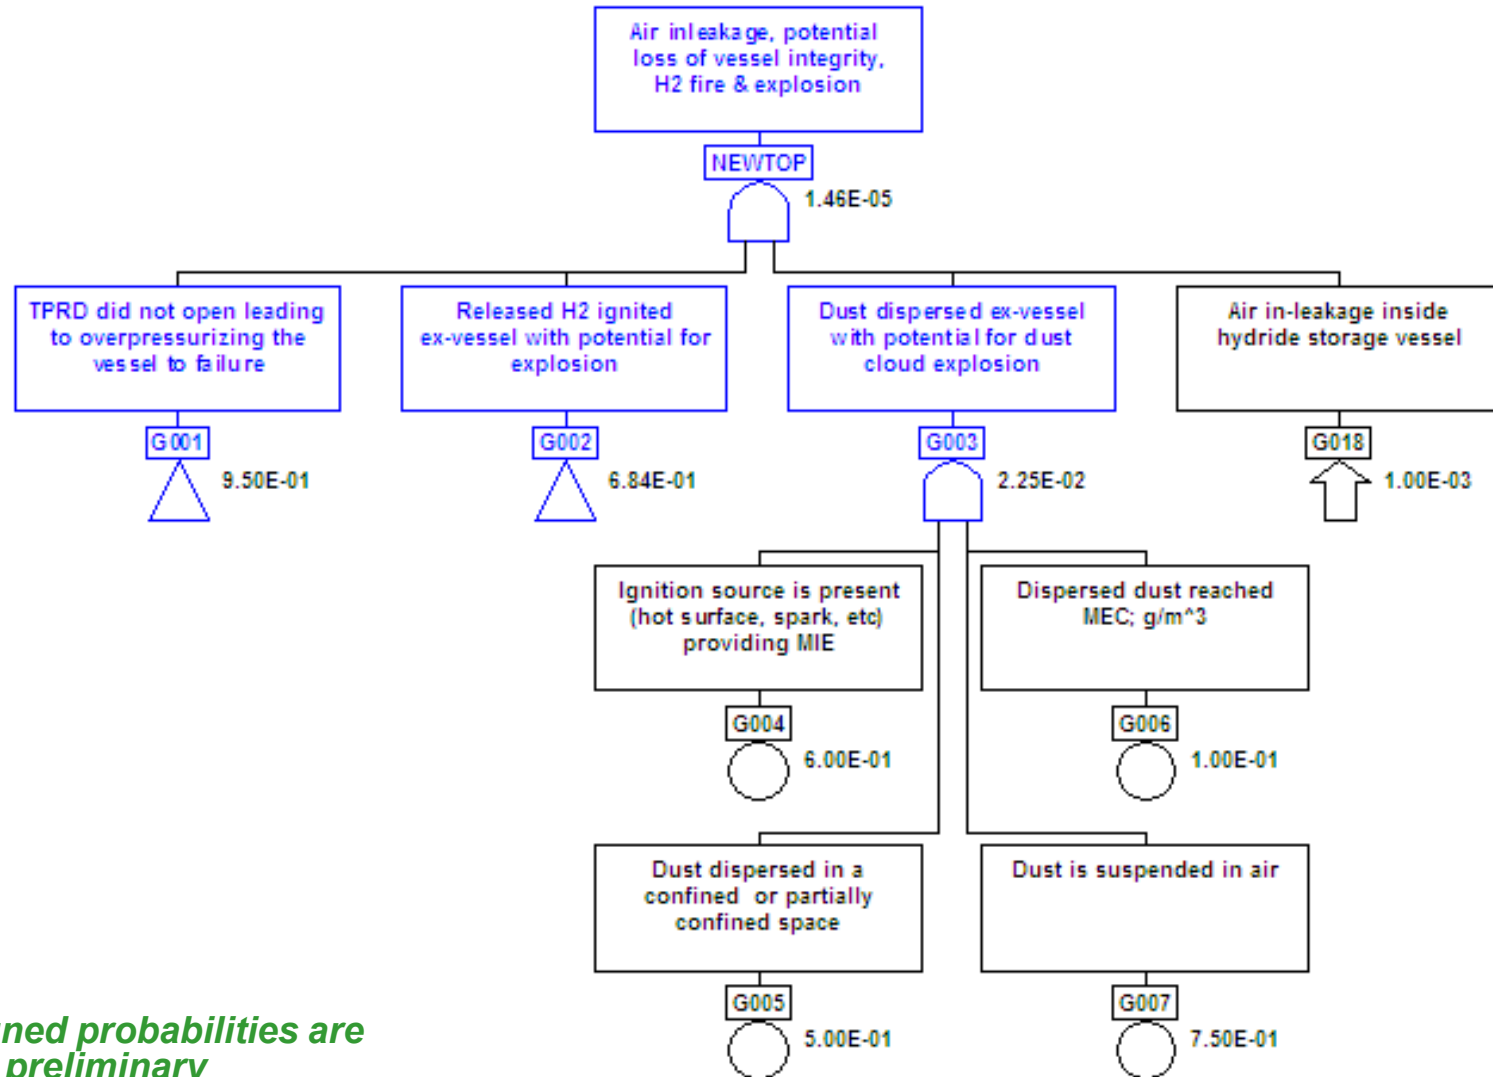 Air inleakage, potential
loss of vessel integrity,
H2 fire & explosion
NEWTOP
1.46E-05
TPRD did not open leading
to overpressurizing the
vessel to failure
G001
9.50E-01
Released H2 ignited
ex-vessel with potential for
explosion
G002
6.84E-01
Dust dispersed ex-vessel
with potential for dust
cloud explosion
G003
2.25E-02
Air in-leakage inside
hydride storage vessel
G018
1.00E-03
Ignition source is present
(hot surface, spark, etc)
providing MIE
G004
6.00E-01
Dispersed dust reached
MEC; g/m^3
G006
1.00E-01
Dust dispersed in a
confined or partially
confined space
G005
5.00E-01
Dust is suspended in air
G007
7.50E-01
probabilities are
preliminary